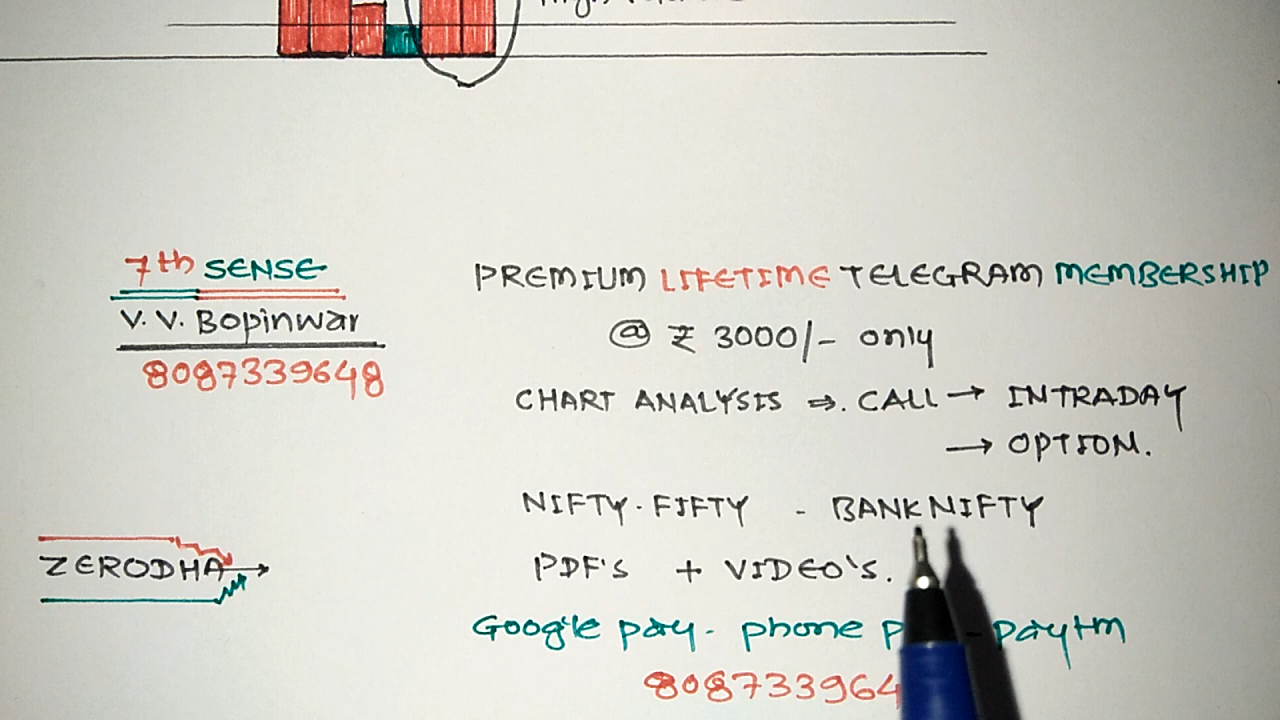 7th SENSE
V. V. Bopinwar
8087339648
ZERODHA
PREMIUM LIFETIME TELEGRAM MEMBERSHIP
@ ₹ 3000/- only
CHART ANALYSIS ⇒. CALL → INTRADAY
→ OPTION.
NIFTY-FIFTY - BANKNIFTY
PDF'S + VIDEO'S.
Google pay - phone p - paytm
808733964